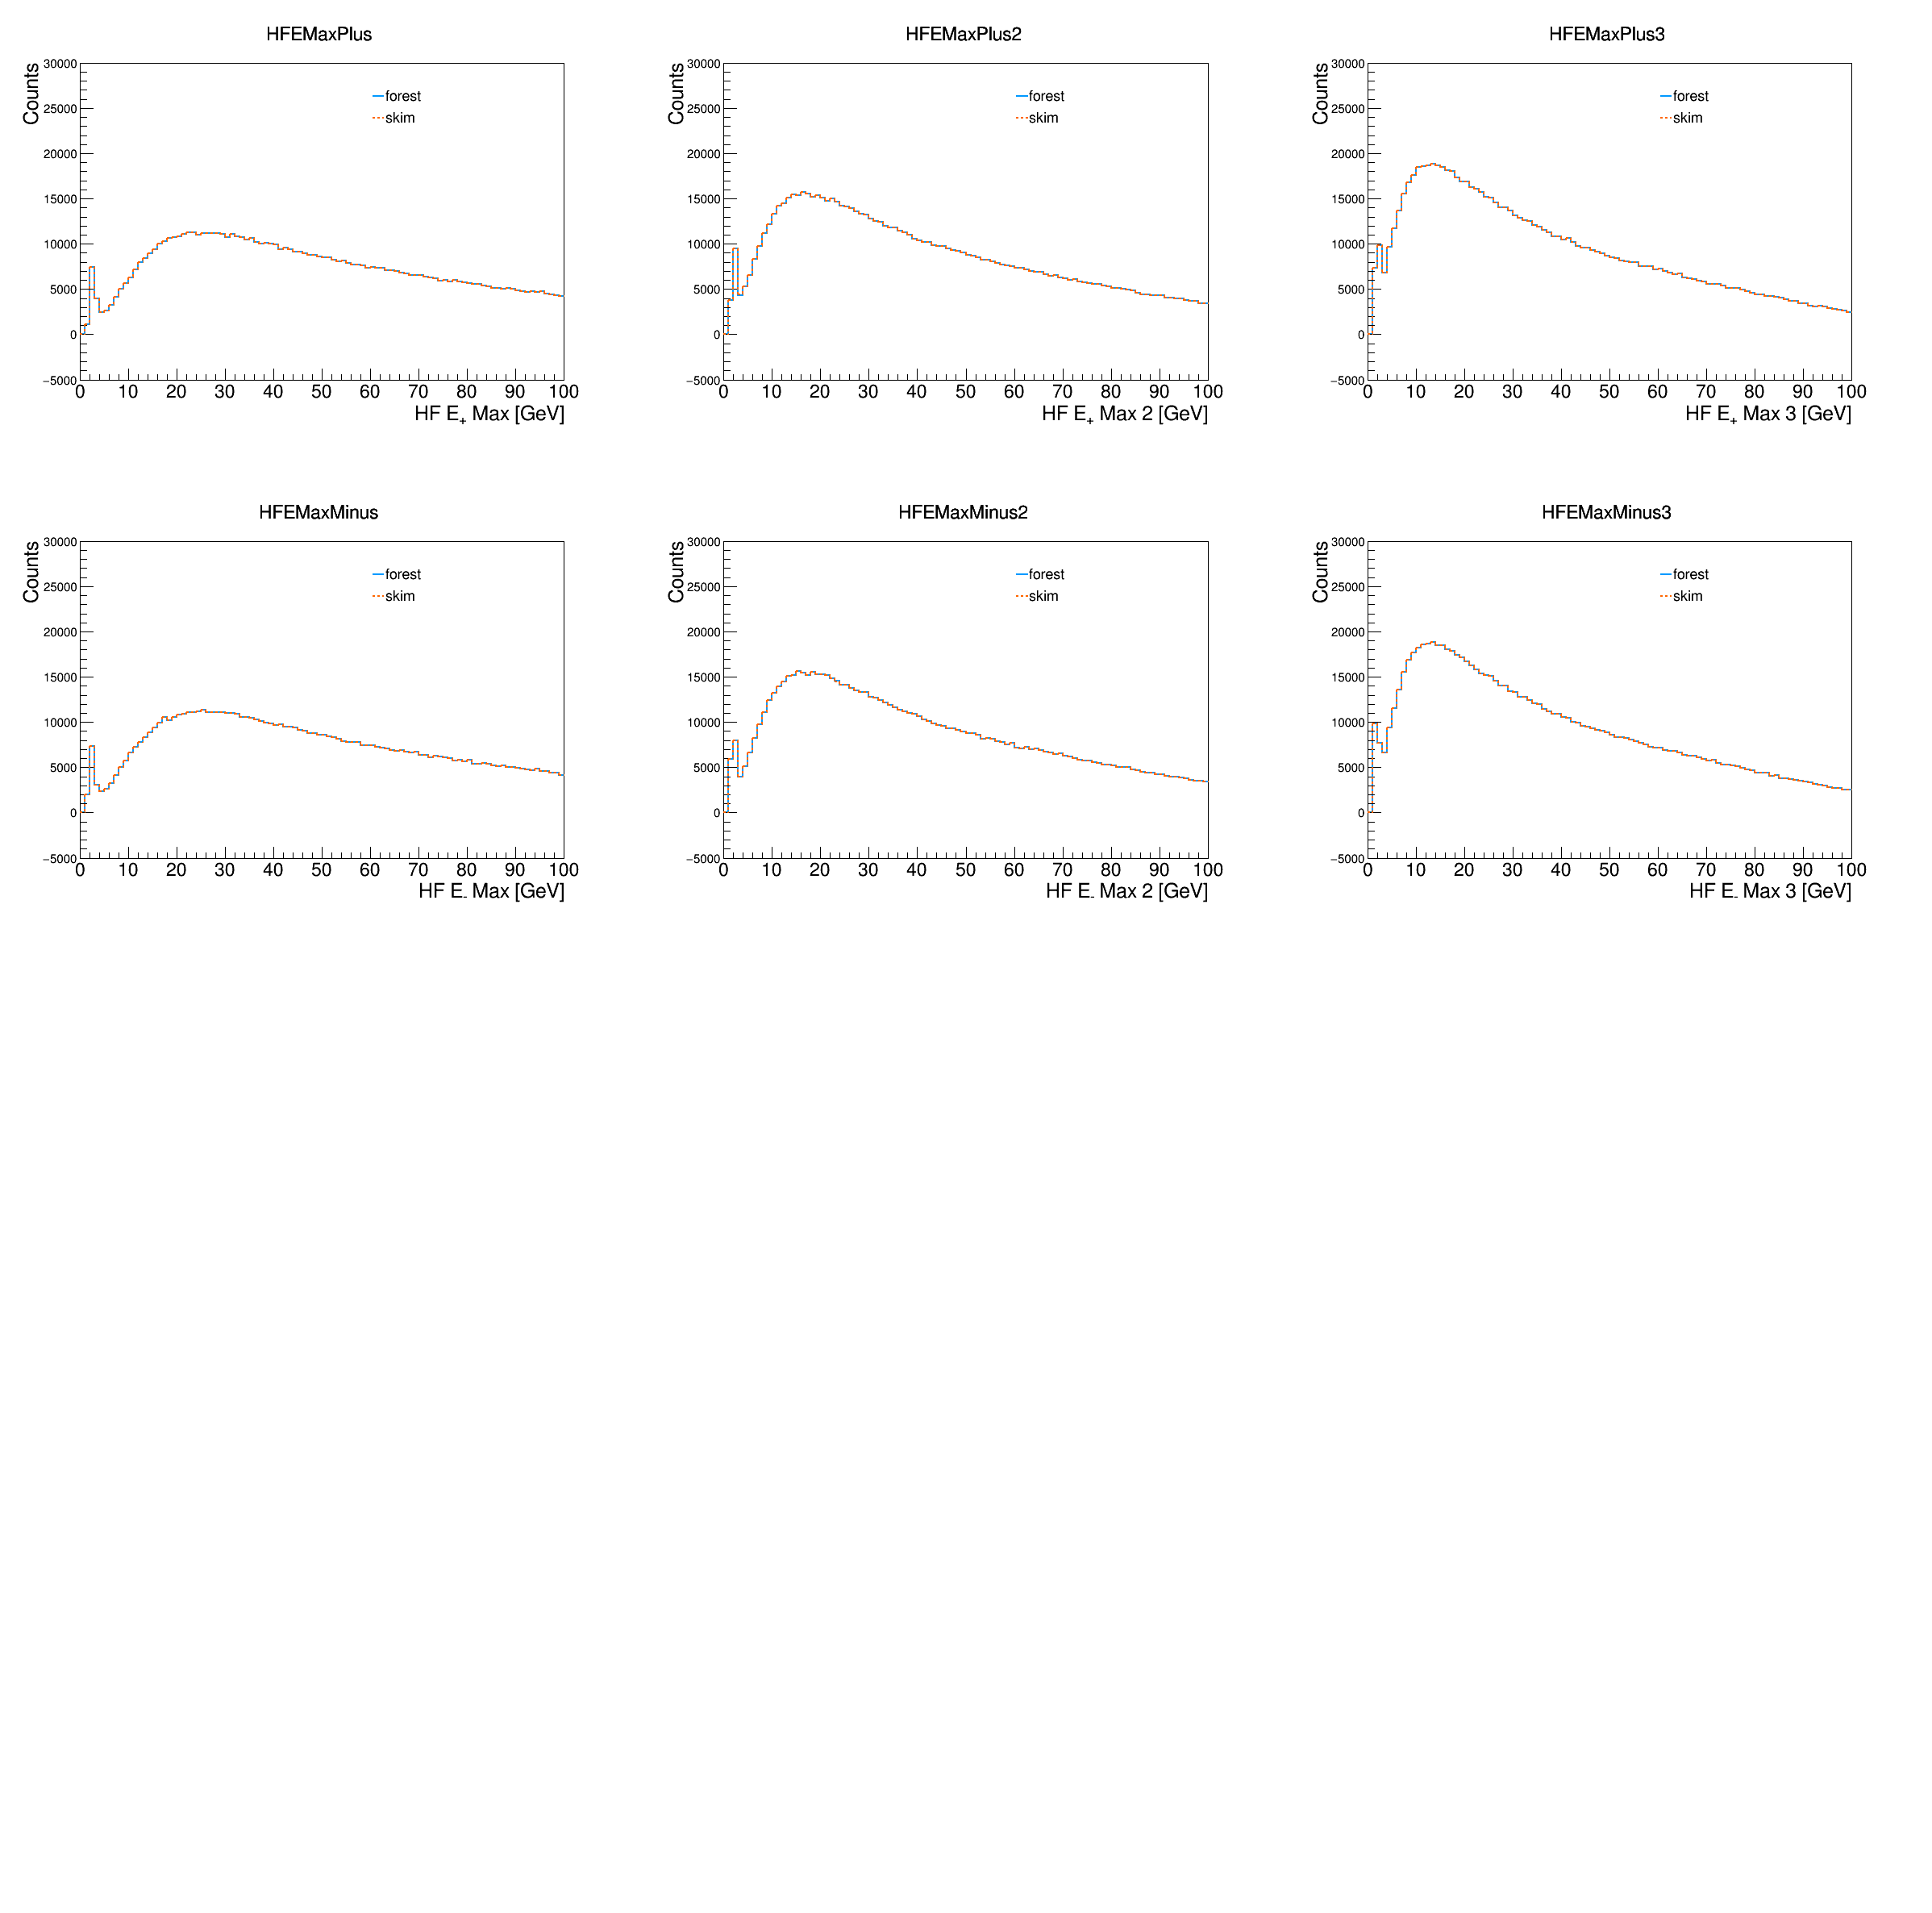 HFEMaxPlus
Counts
30000
25000
20000
15000
10000
5000
0
−5000
forest
skim
0 10 20 30 40 50 60 70 80 90 100
HF E+ Max [GeV]
HFEMaxPlus2
Counts
30000
25000
20000
15000
10000
5000
0
−5000
forest
skim
0 10 20 30 40 50 60 70 80 90 100
HF E+ Max 2 [GeV]
HFEMaxPlus3
Counts
30000
25000
20000
15000
10000
5000
0
−5000
forest
skim
0 10 20 30 40 50 60 70 80 90 100
HF E+ Max 3 [GeV]
HFEMaxMinus
Counts
30000
25000
20000
15000
10000
5000
0
−5000
forest
skim
0 10 20 30 40 50 60 70 80 90 100
HF E- Max [GeV]
HFEMaxMinus2
Counts
30000
25000
20000
15000
10000
5000
0
−5000
forest
skim
0 10 20 30 40 50 60 70 80 90 100
HF E- Max 2 [GeV]
HFEMaxMinus3
Counts
30000
25000
20000
15000
10000
5000
0
−5000
forest
skim
0 10 20 30 40 50 60 70 80 90 100
HF E- Max 3 [GeV]